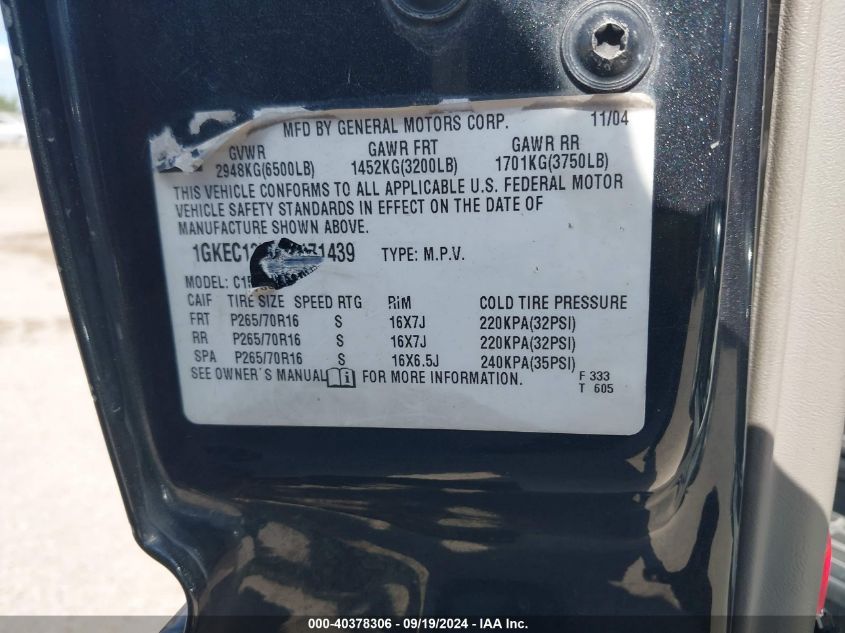 MFD BY GENERAL MOTORS CORP. 11/04
GVWR GAWR FRT GAWR RR
2948KG(6500LB) 1452KG(3200LB) 1701KG(3750LB)
THIS VEHICLE CONFORMS TO ALL APPLICABLE U.S. FEDERAL MOTOR
VEHICLE SAFETY STANDARDS IN EFFECT ON THE DATE OF
MANUFACTURE SHOWN ABOVE.
TYPE: M.P.V.
MODEL:
TIRE SIZE SPEED RTG RIM COLD TIRE PRESSURE
FRT P265/70R16 S 16X7J 220KPA(32PSI)
RR P265/70R16 S 16X7J 220KPA(32PSI)
SPA P265/70R16 S 16X6.5J 240KPA(35PSI)
SEE OWNER'S MANUAL FOR MORE INFORMATION.
F 333
T 605
000-40378306 - 09/19/2024 - IAA Inc.